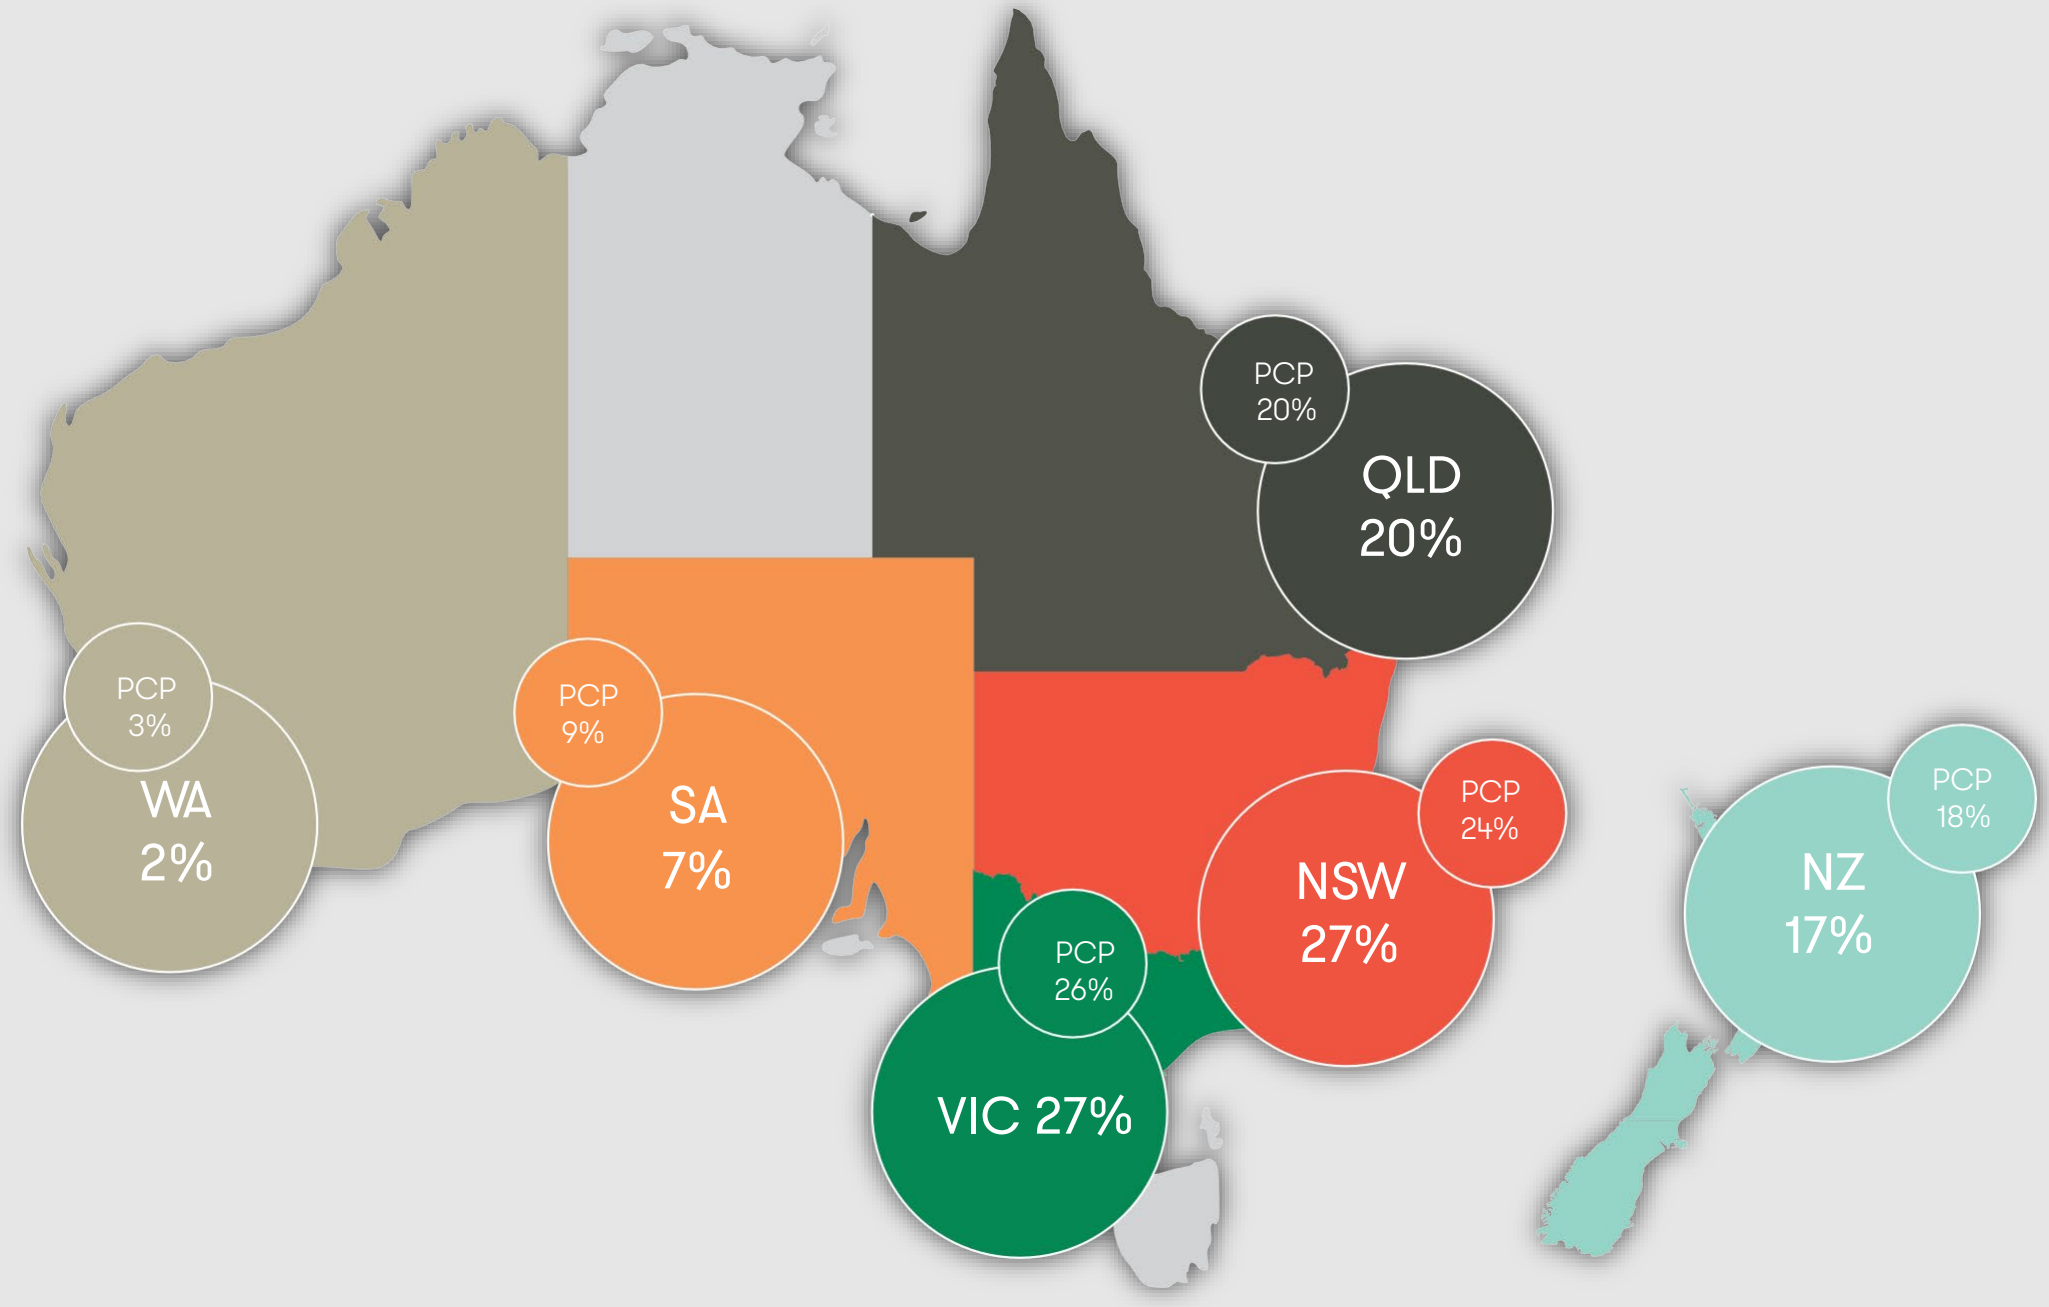 PCP
20%
QLD
20%
PCP
3%
WA
2%
PCP
9%
SA
7%
PCP
24%
NSW
27%
PCP
18%
NZ
17%
PCP
26%
VIC 27%